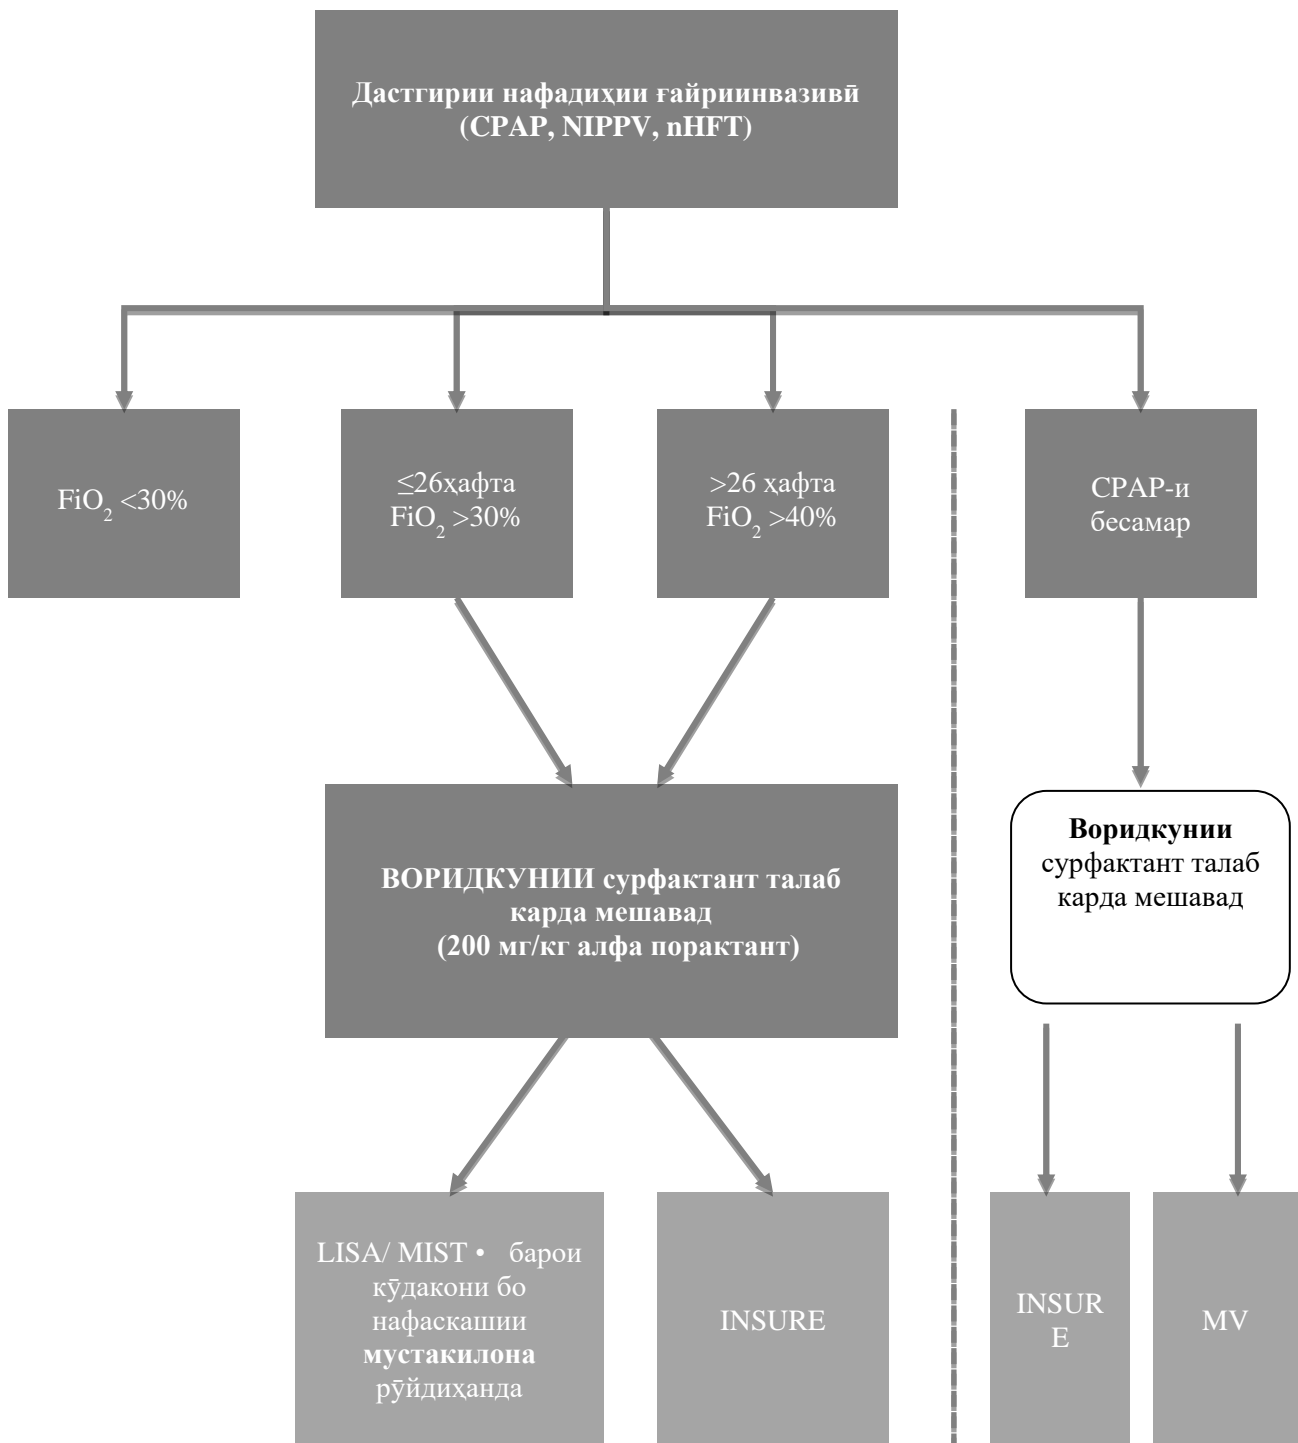 Дастгирии нафадиҳии ғайриинвазивӣ
(CPAP, NIPPV, nHFT)
FiO₂ <30%
≤26ҳафта
FiO₂ >30%
>26 ҳафта
FiO₂ >40%
CPAP-и
бесамар
ВОРИДКУНИИ сурфактант талаб
карда мешавад
(200 мг/кг алфа порактант)
Воридкунии
сурфактант талаб
карда мешавад
LISA/ MIST • барои
кӯдакони бо
нафаскашии
мустакилона
рӯйдиҳанда
INSURE
INSUR
E
MV